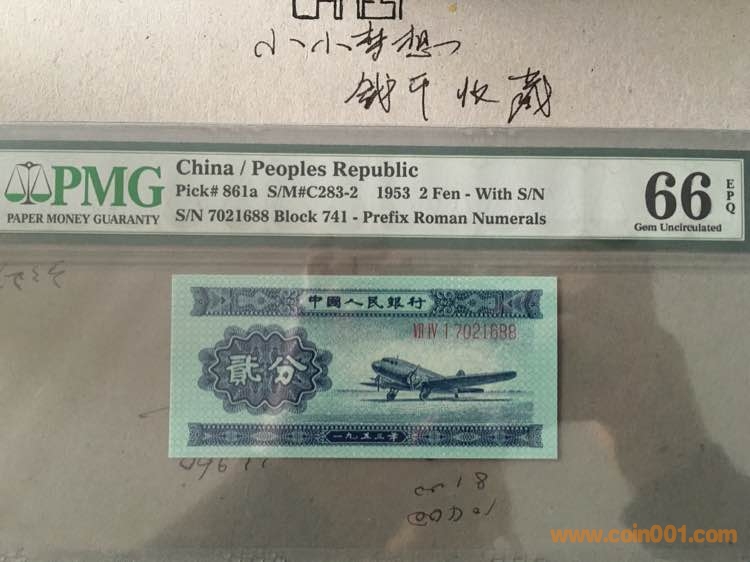 小小梦想
钱币收藏
PMG
PAPER MONEY GUARANTY
China / Peoples Republic
Pick# 861a S/M#C283-2 1953 2 Fen - With S/N
S/N 7021688 Block 741 - Prefix Roman Numerals
66
EPQ
Gem Uncirculated
中國人民銀行
VII IV I 7021688
貳分
一九五三年
www.coin001.com